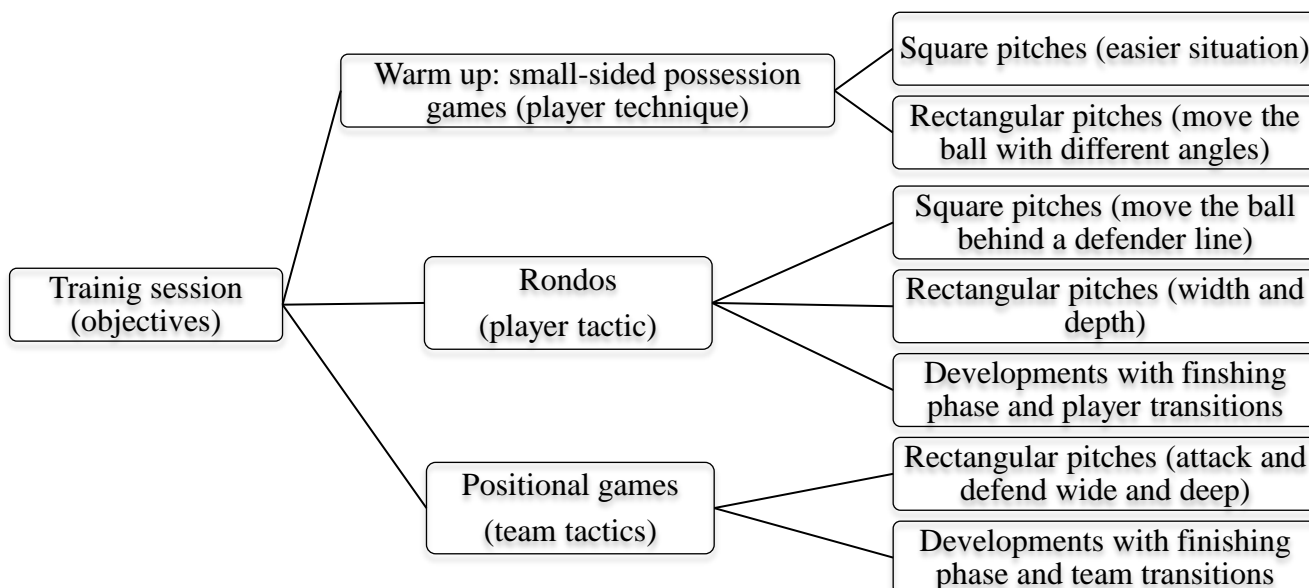 Trainig session
(objectives)
Warm up: small-sided possession
games (player technique)
Square pitches (easier situation)
Rectangular pitches (move the
ball with different angles)
Rondos
(player tactic)
Square pitches (move the ball
behind a defender line)
Rectangular pitches (width and
depth)
Developments with finshing
phase and player transitions
Positional games
(team tactics)
Rectangular pitches (attack and
defend wide and deep)
Developments with finishing
phase and team transitions